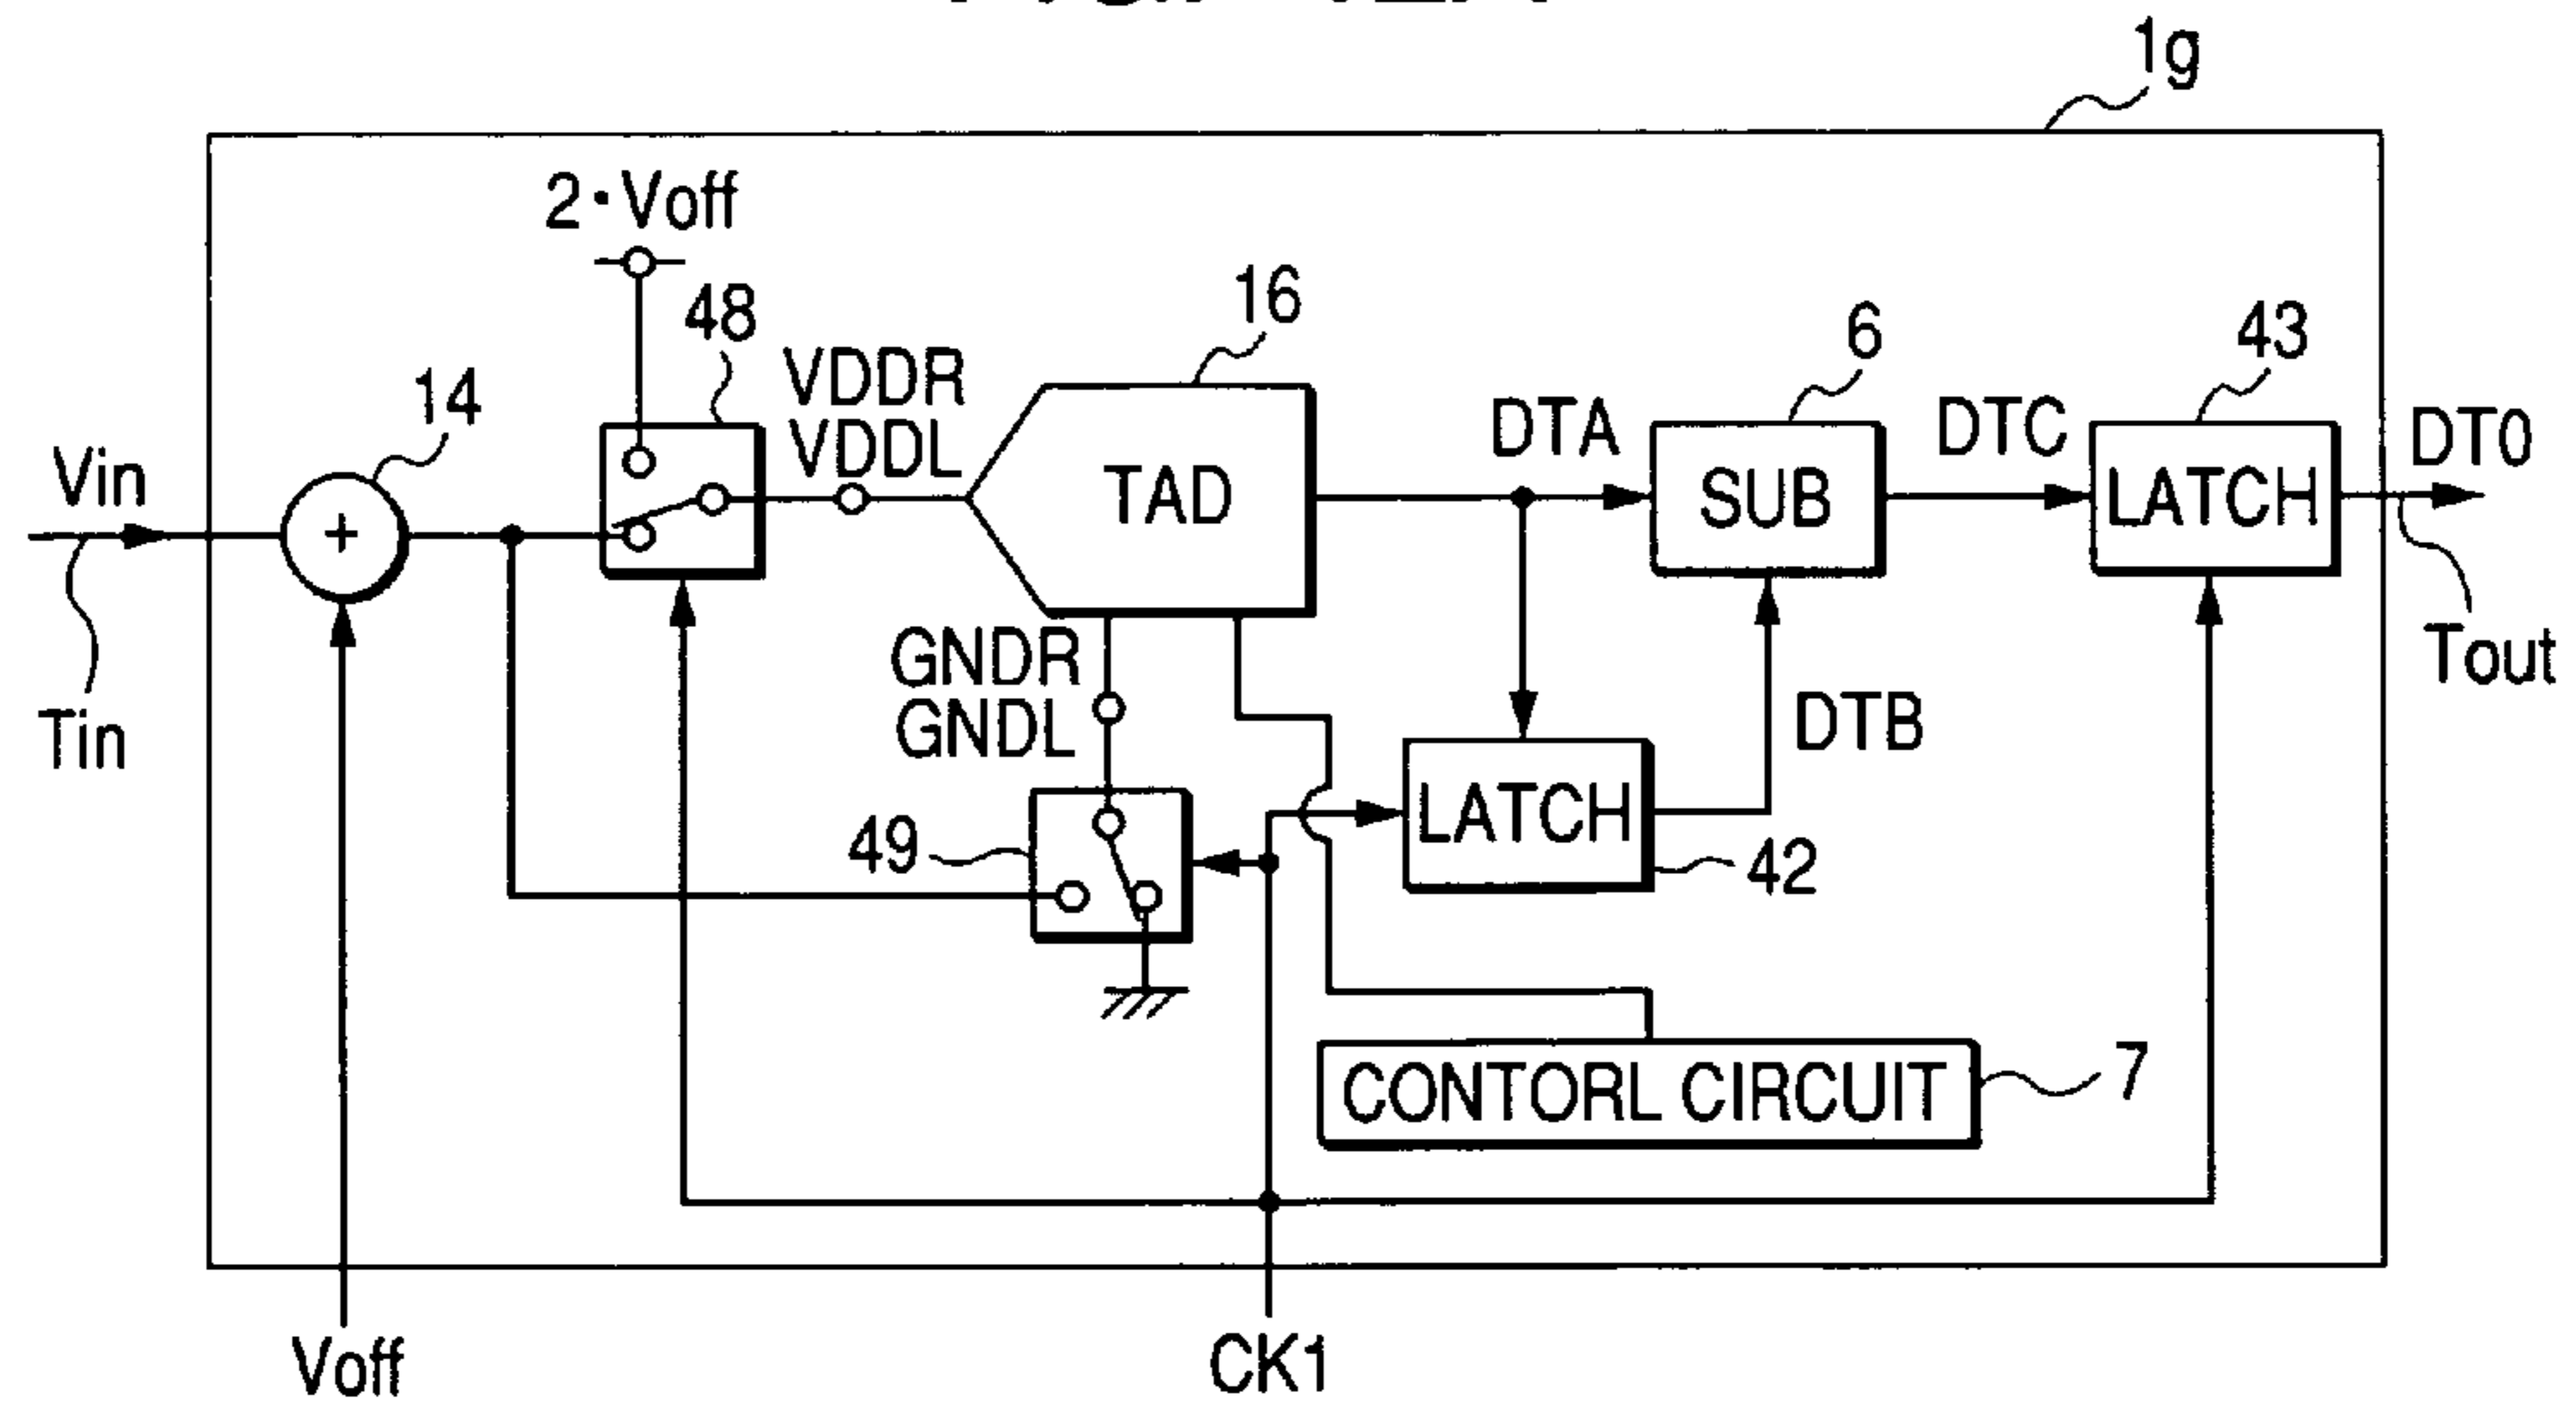 1g
2·Voff
48
16
6
43
14
VDDR
VDDL
Vin
TAD
DTA
SUB
DTC
LATCH
DT0
+
Tin
GNDR
GNDL
DTB
Tout
49
LATCH
42
CONTORL CIRCUIT
7
Voff
CK1